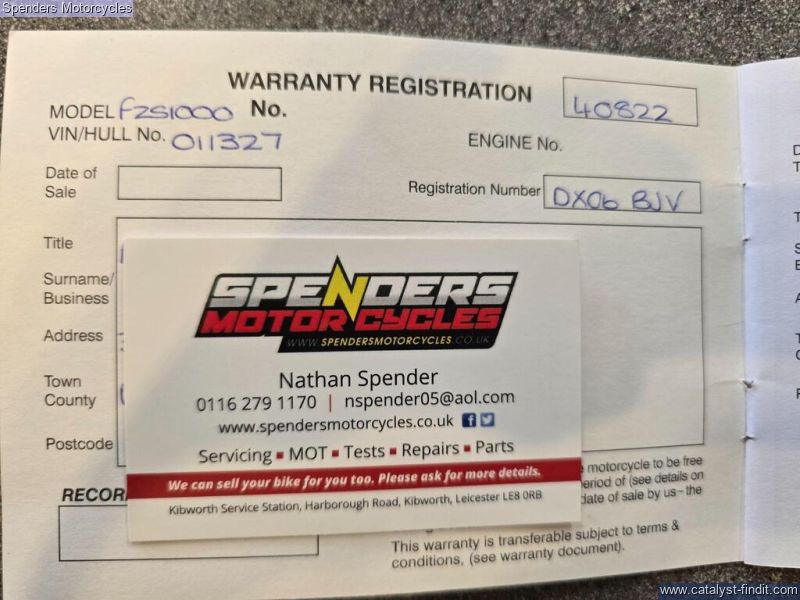 Spenders Motorcycles
WARRANTY REGISTRATION
MODEL FZS1000 No. 40822
VIN/HULL No. 011327
ENGINE No.
Date of
Sale
Registration Number DX06 BJV
Title
Surname/
Business
Address
Town
County
Postcode
SPENDERS
MOTORCYCLES
WWW.SPENDERSMOTORCYCLES.CO.UK
Nathan Spender
0116 279 1170 | nspender05@aol.com
www.spendersmotorcycles.co.uk
Servicing ▪ MOT ▪ Tests ▪ Repairs ▪ Parts
We can sell your bike for you too. Please ask for more details.
Kibworth Service Station, Harborough Road, Kibworth, Leicester LE8 0RB
motorcycle to be free
period of (see details on
date of sale by us – the
This warranty is transferable subject to terms &
conditions, (see warranty document).
www.catalyst-findit.com